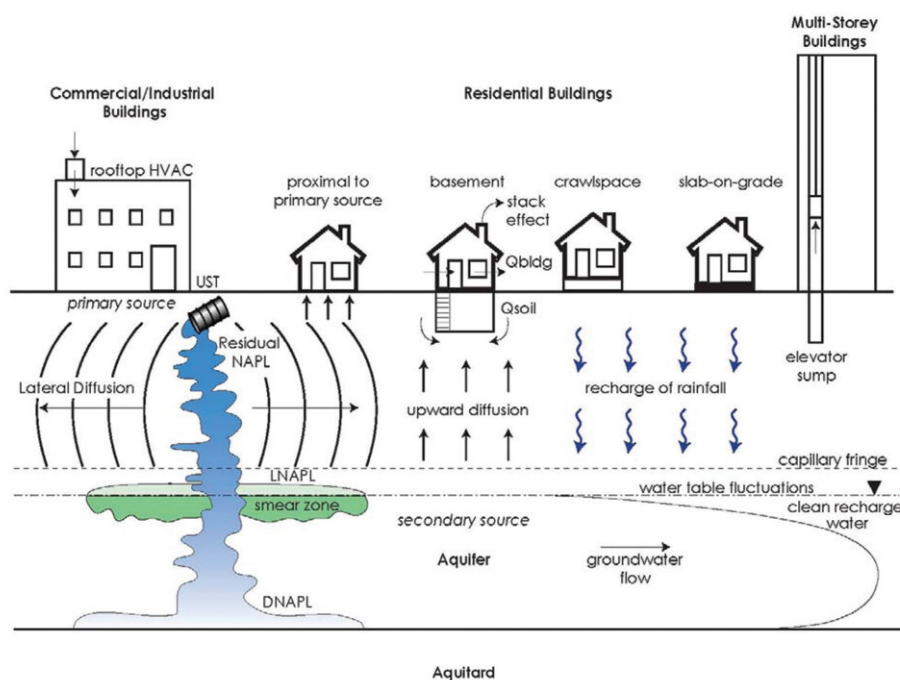 Multi-Storey
Buildings
Commercial/Industrial
Buildings
Residential Buildings
rooftop HVAC
proximal to
primary source
basement
crawlspace
slab-on-grade
stack
effect
Qbldg
UST
primary source
Qsoil
Residual
NAPL
elevator
sump
Lateral Diffusion
upward diffusion
recharge of rainfall
capillary fringe
LNAPL
water table fluctuations
smear zone
secondary source
clean recharge
water
Aquifer
groundwater
flow
DNAPL
Aquitard